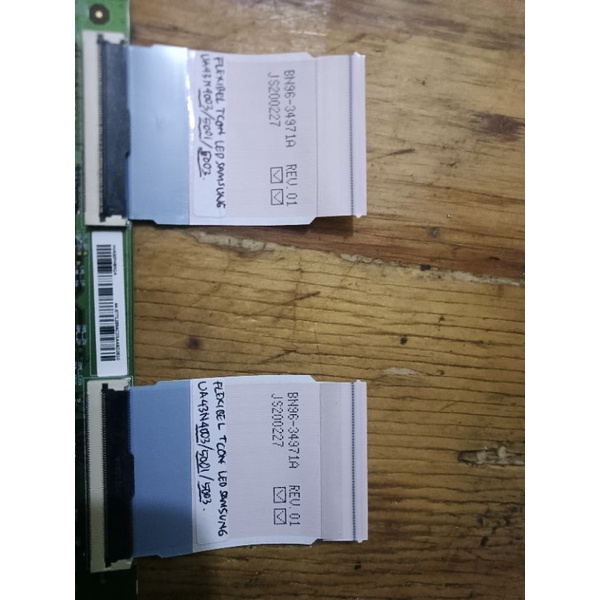 BN96-34971A REV.01
JS200227
FLEXIBEL TCON LED SAMSUNG
UA43N4003/5001/5003.
BN96-34971A REV.01
JS200227
FLEXIBEL TCON LED SAMSUNG
UA43N4003/5001/5003.